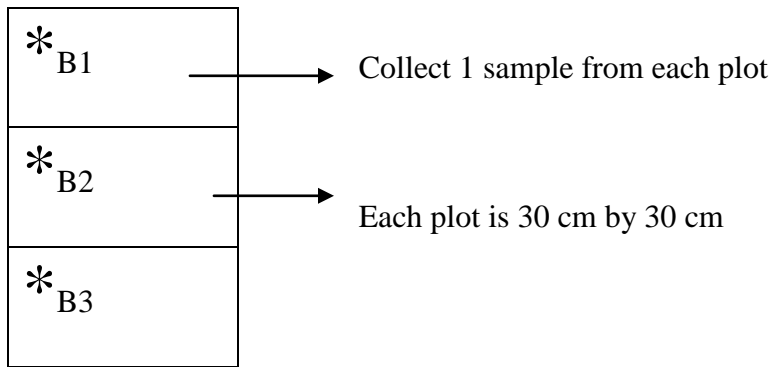 *B1
Collect 1 sample from each plot
*B2
Each plot is 30 cm by 30 cm
*B3